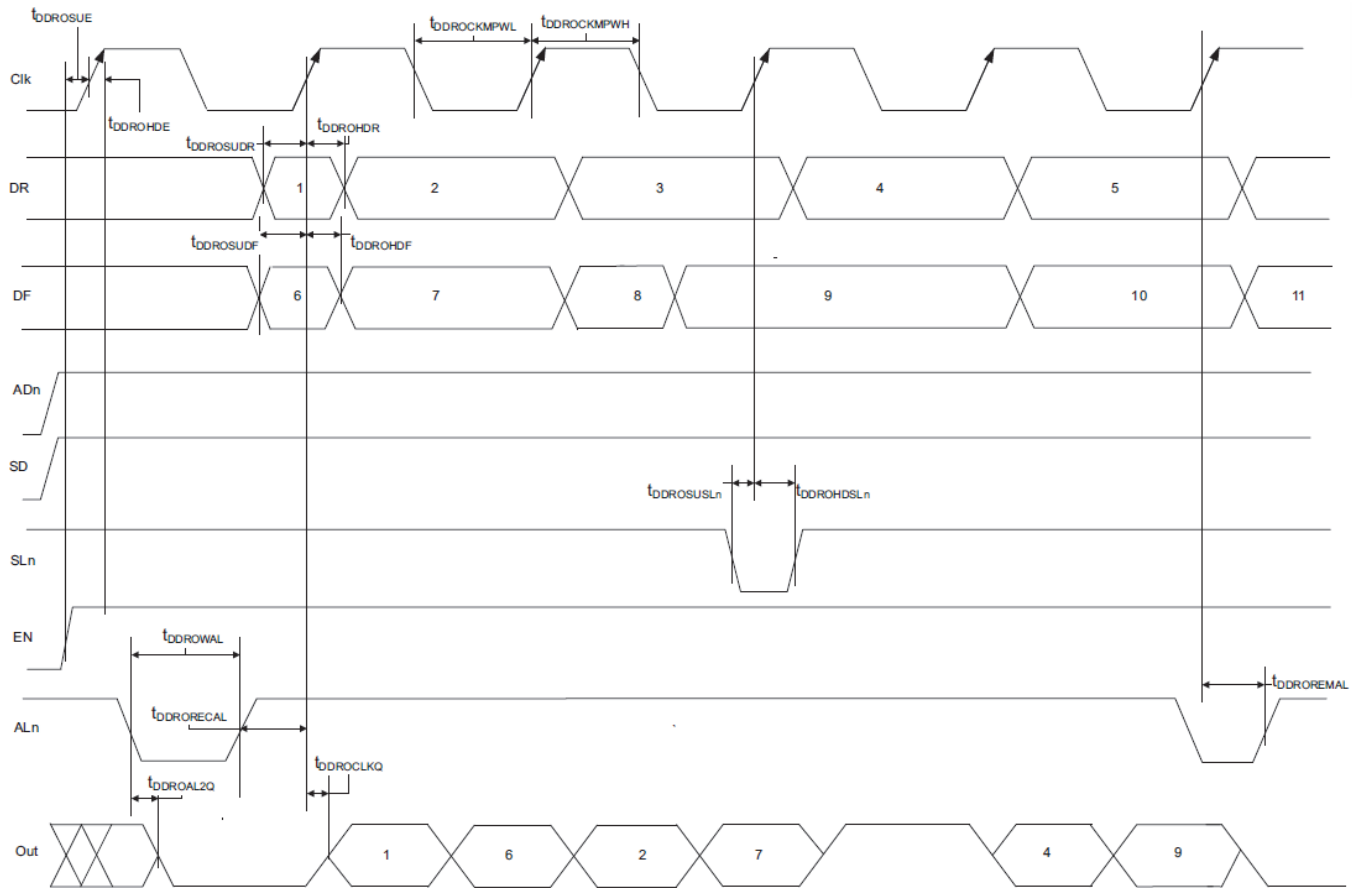 tDDROSUE
tDDROCKMPWL
tDDROCKMPWH
Clk
tDDROHDE
tDDROSUDR
tDDROHDR
DR
1
2
3
4
5
tDDROSUDF
tDDROHDF
DF
6
7
8
9
10
11
ADn
SD
tDDROSUSLn
tDDROHDSLn
SLn
EN
tDDROWAL
tDDROREMAL
tDDRORECAL
ALn
tDDROCLKQ
tDDROAL2Q
Out
1
6
2
7
4
9